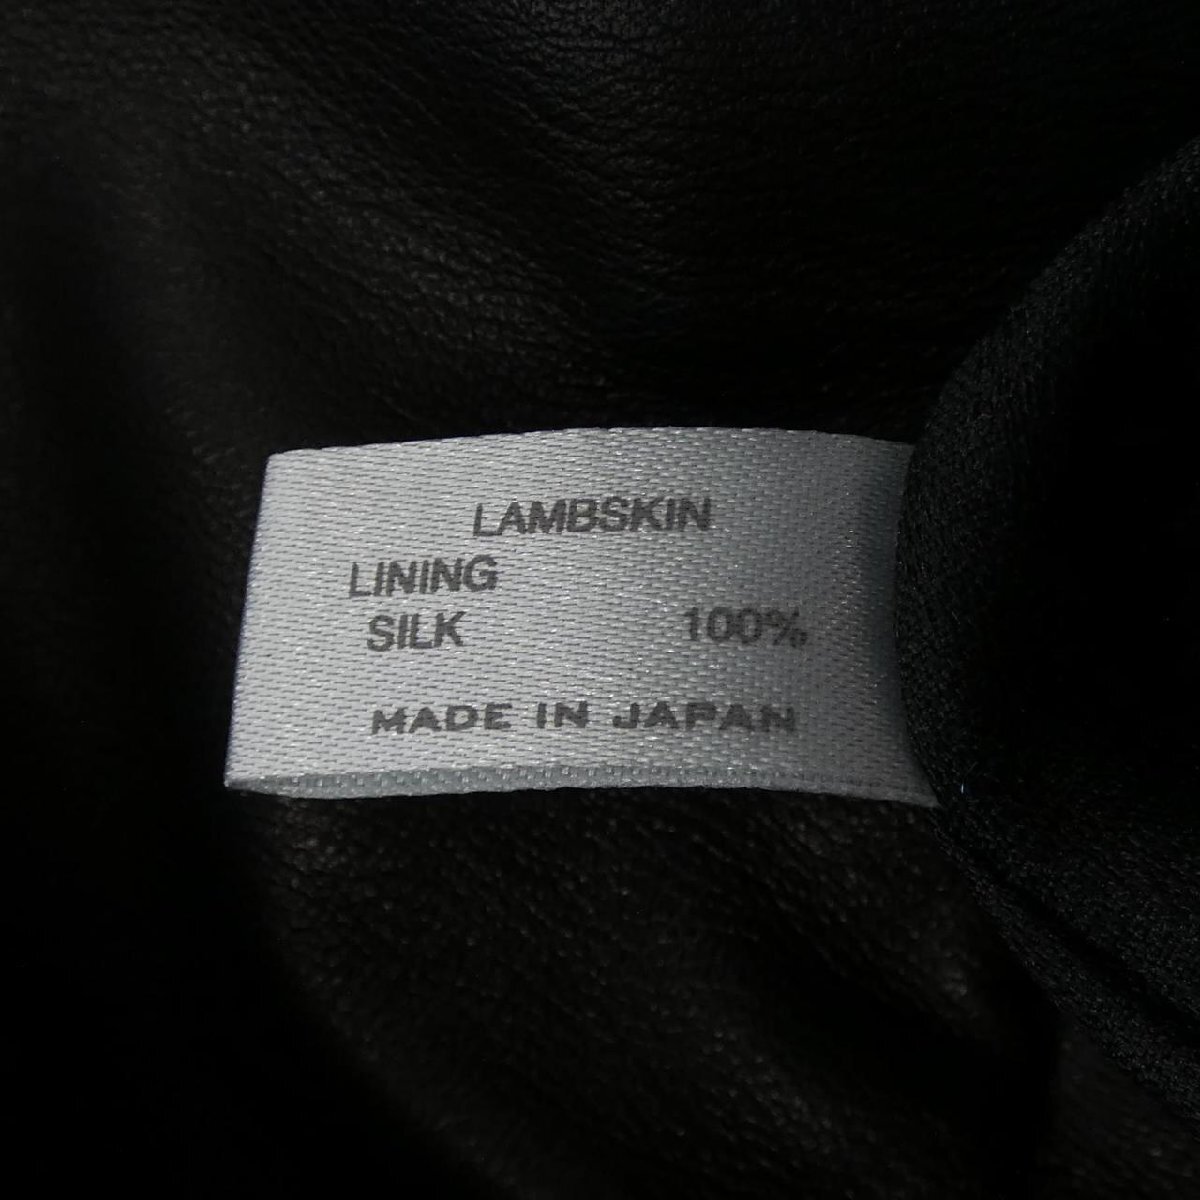 LAMBSKIN
LINING
SILK 100%
MADE IN JAPAN